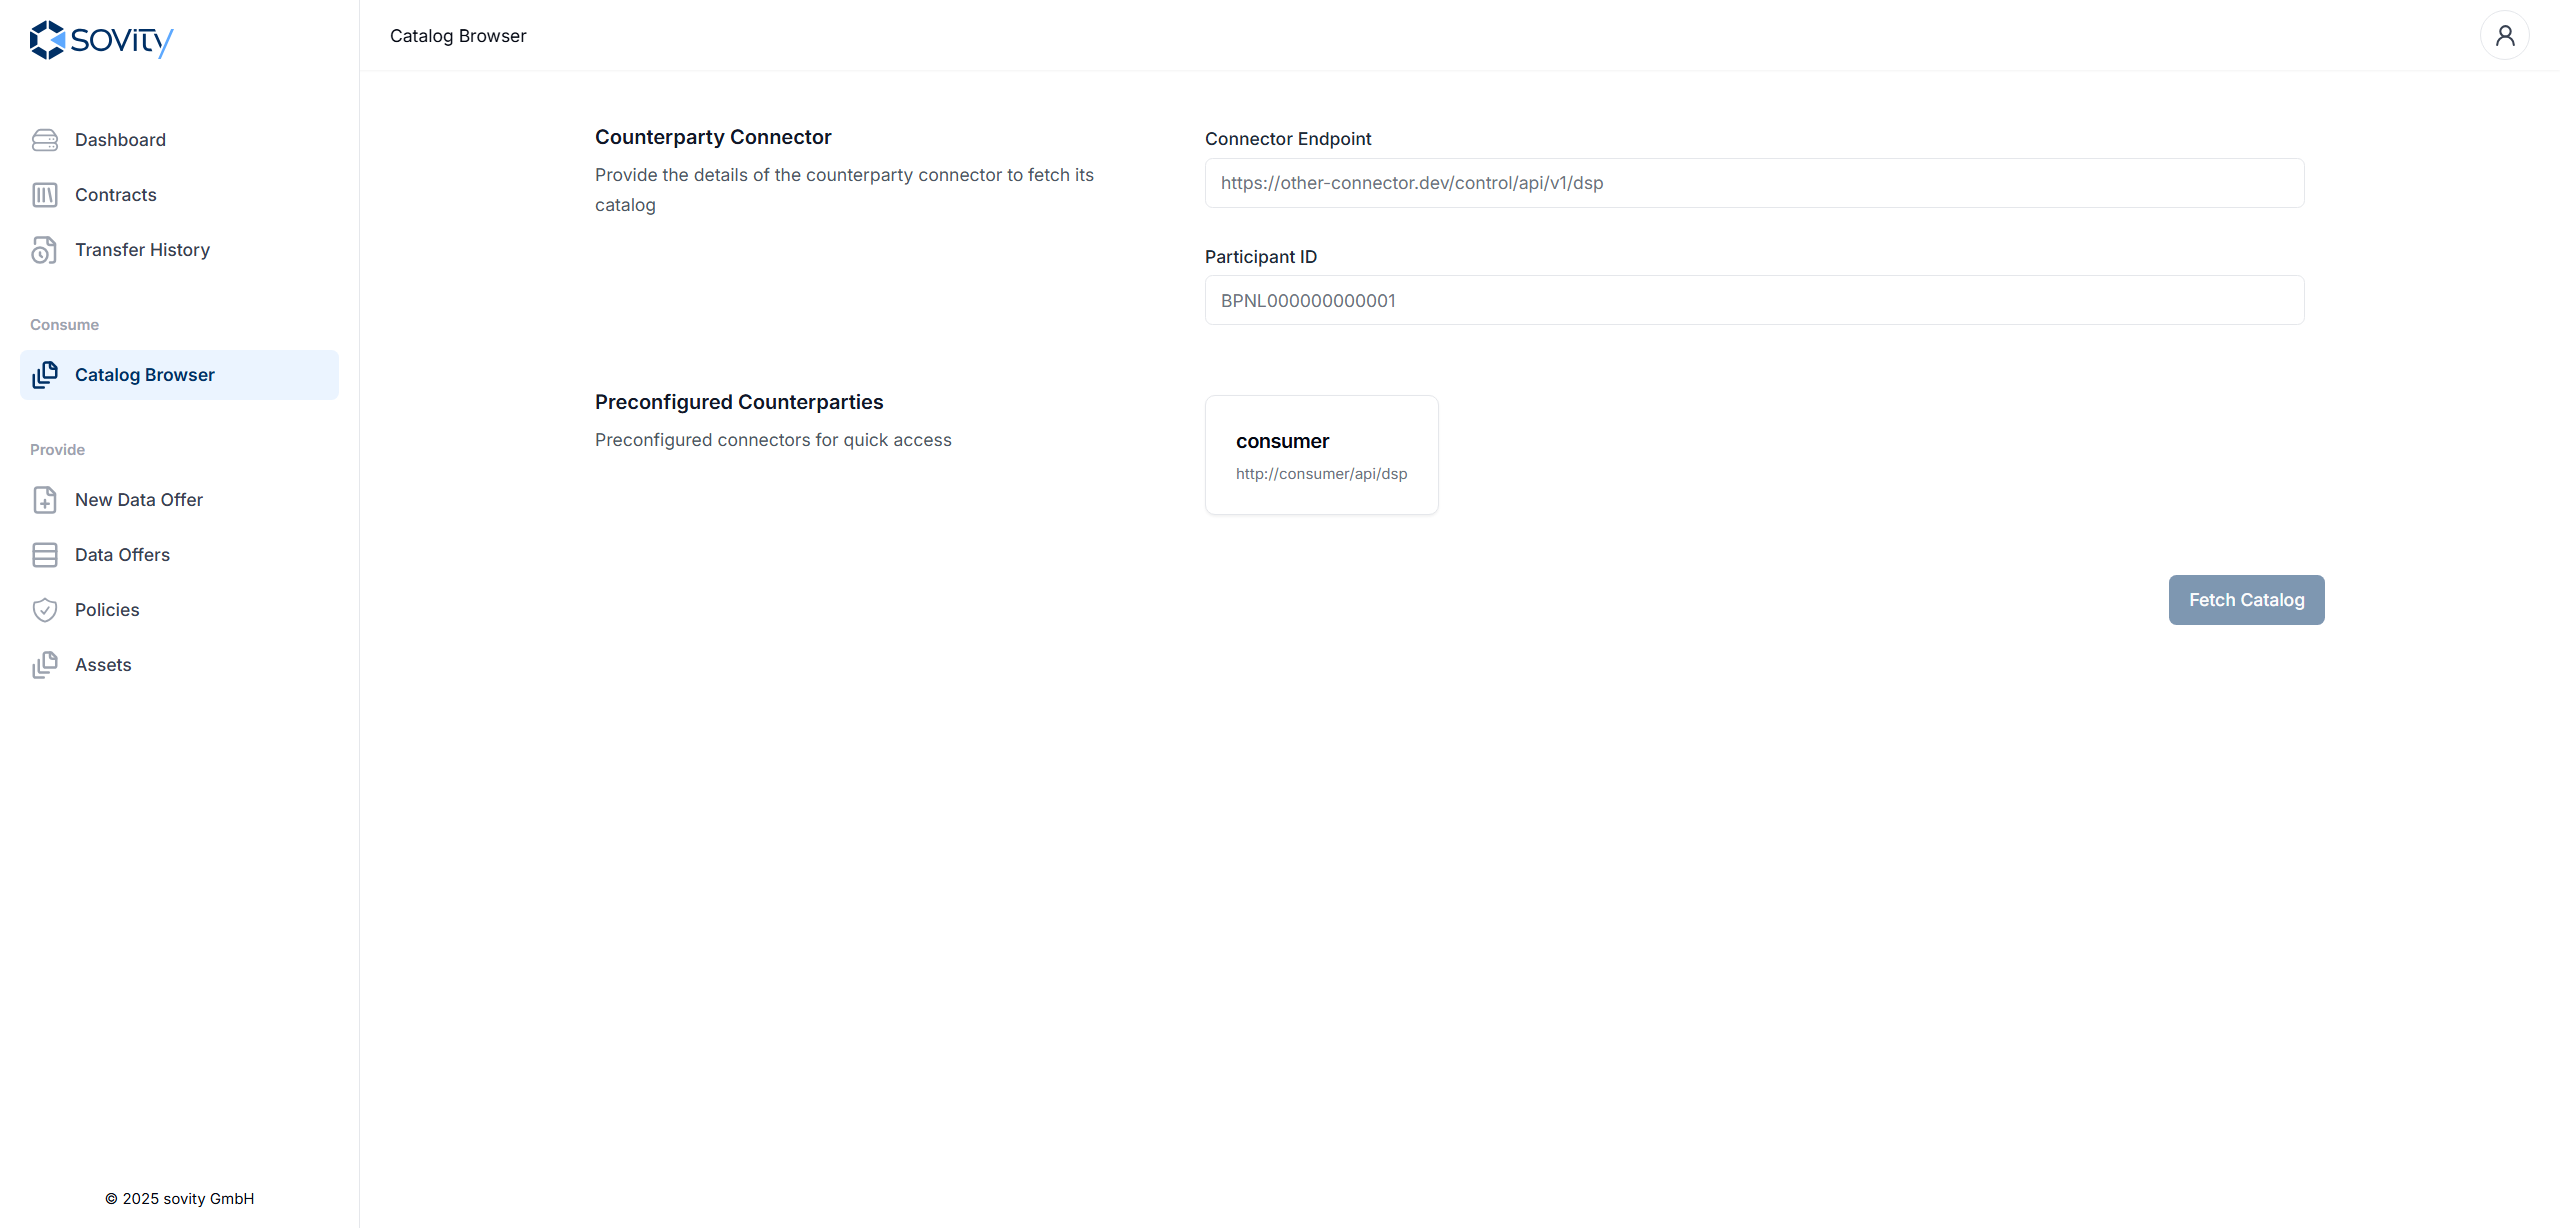 sovity
Dashboard
Contracts
Transfer History
Consume
Catalog Browser
Provide
New Data Offer
Data Offers
Policies
Assets
© 2025 sovity GmbH
Catalog Browser
Counterparty Connector
Provide the details of the counterparty connector to fetch its
catalog
Connector Endpoint
https://other-connector.dev/control/api/v1/dsp
Participant ID
BPNL000000000001
Preconfigured Counterparties
Preconfigured connectors for quick access
consumer
http://consumer/api/dsp
Fetch Catalog